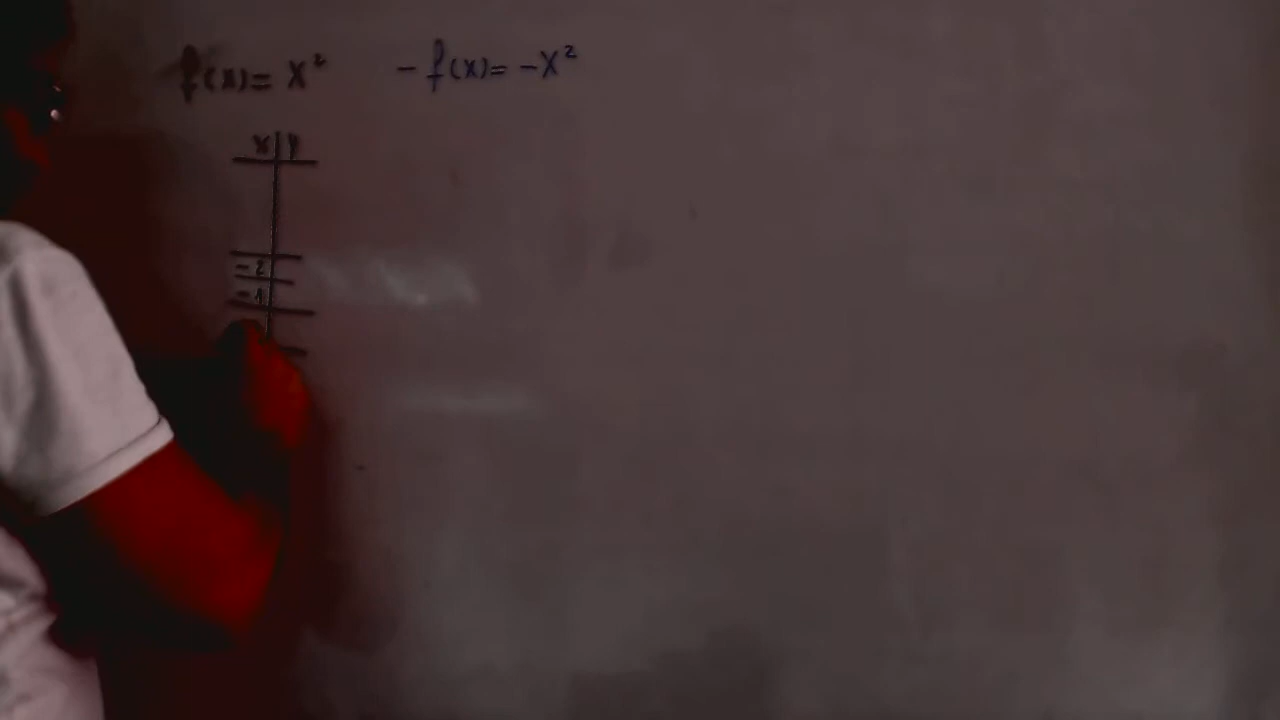 f(x) = x² -f(x) = -x²
x y
-2
-1